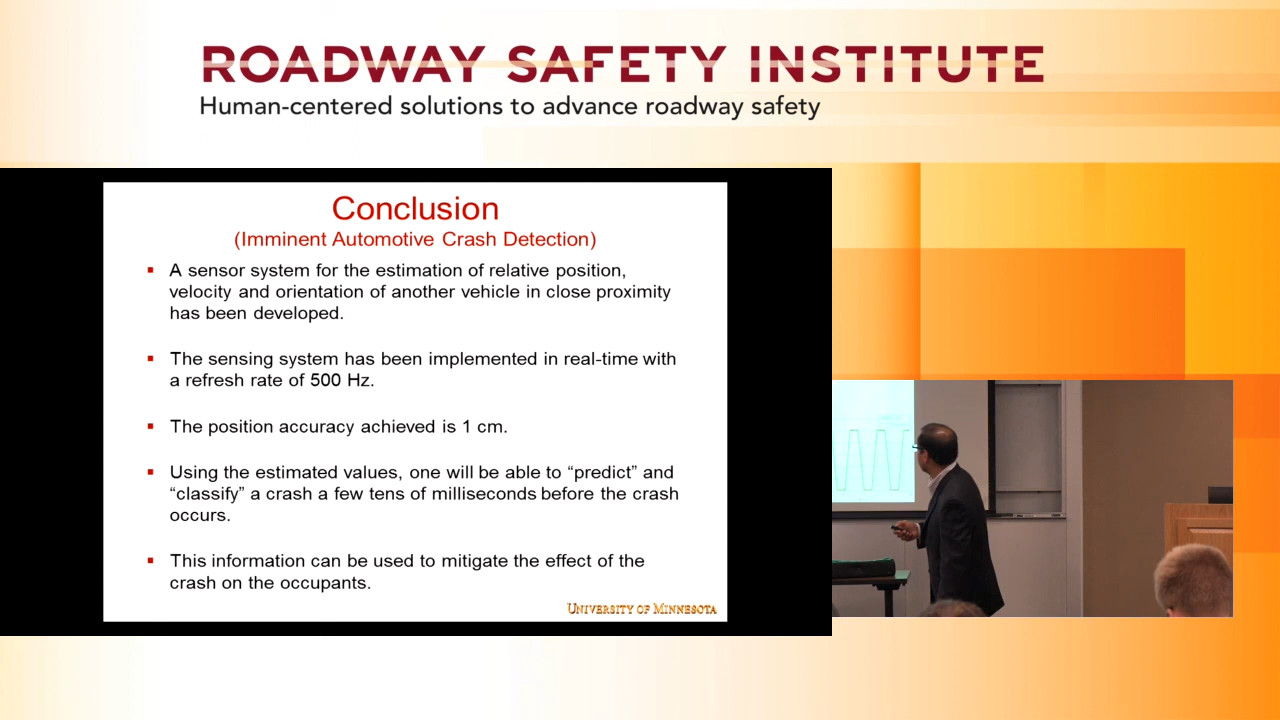 ROADWAY SAFETY INSTITUTE
Human-centered solutions to advance roadway safety
Conclusion
(Imminent Automotive Crash Detection)
▪ A sensor system for the estimation of relative position,
velocity and orientation of another vehicle in close proximity
has been developed.
▪ The sensing system has been implemented in real-time with
a refresh rate of 500 Hz.
▪ The position accuracy achieved is 1 cm.
▪ Using the estimated values, one will be able to “predict” and
“classify” a crash a few tens of milliseconds before the crash
occurs.
▪ This information can be used to mitigate the effect of the
crash on the occupants.
UNIVERSITY OF MINNESOTA